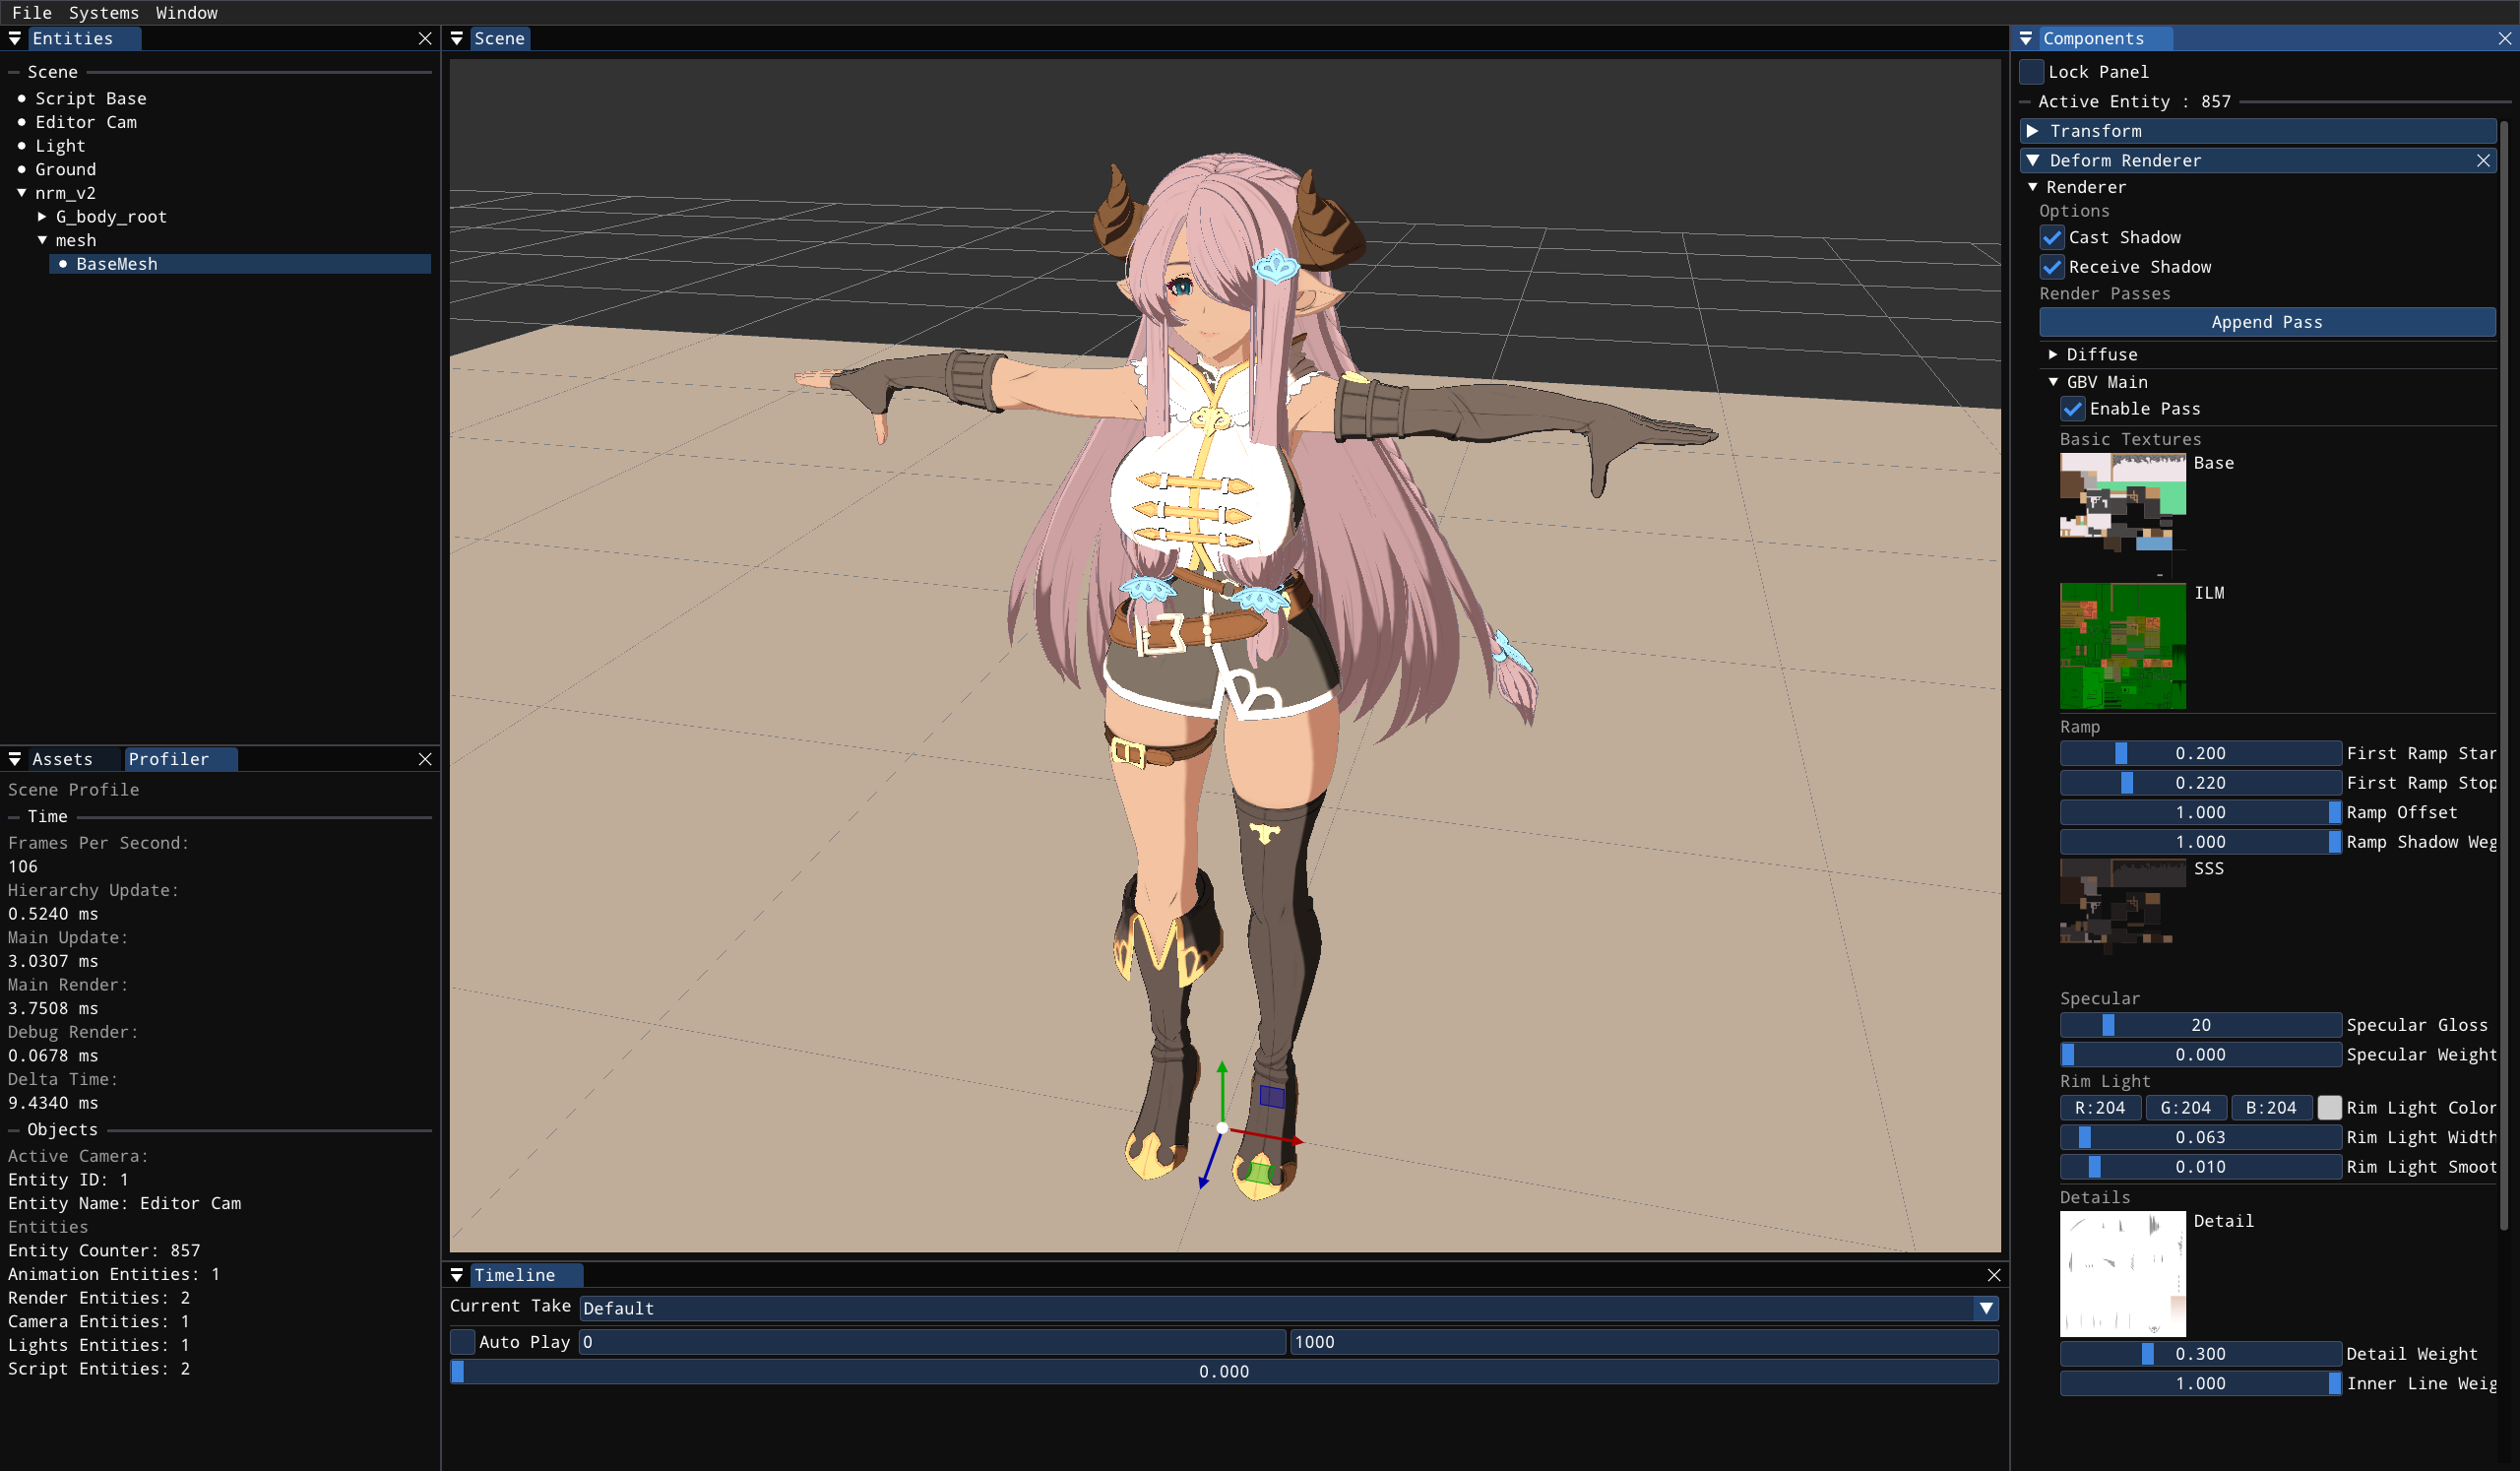 File Systems Window
Entities
Scene
Script Base
Editor Cam
Light
Ground
nrm_v2
G_body_root
mesh
BaseMesh
Assets Profiler
Scene Profile
Time
Frames Per Second:
106
Hierarchy Update:
0.5240 ms
Main Update:
3.0307 ms
Main Render:
3.7508 ms
Debug Render:
0.0678 ms
Delta Time:
9.4340 ms
Objects
Active Camera:
Entity ID: 1
Entity Name: Editor Cam
Entities
Entity Counter: 857
Animation Entities: 1
Render Entities: 2
Camera Entities: 1
Lights Entities: 1
Script Entities: 2
Scene
Timeline
Current Take Default
Auto Play 0 1000
0.000
Components
Lock Panel
Active Entity : 857
Transform
Deform Renderer
Renderer
Options
Cast Shadow
Receive Shadow
Render Passes
Append Pass
Diffuse
GBV Main
Enable Pass
Basic Textures
Base
ILM
Ramp
0.200 First Ramp Star
0.220 First Ramp Stop
1.000 Ramp Offset
1.000 Ramp Shadow Weg
SSS
Specular
20 Specular Gloss
0.000 Specular Weight
Rim Light
R:204 G:204 B:204 Rim Light Color
0.063 Rim Light Width
0.010 Rim Light Smoot
Details
Detail
0.300 Detail Weight
1.000 Inner Line Weig